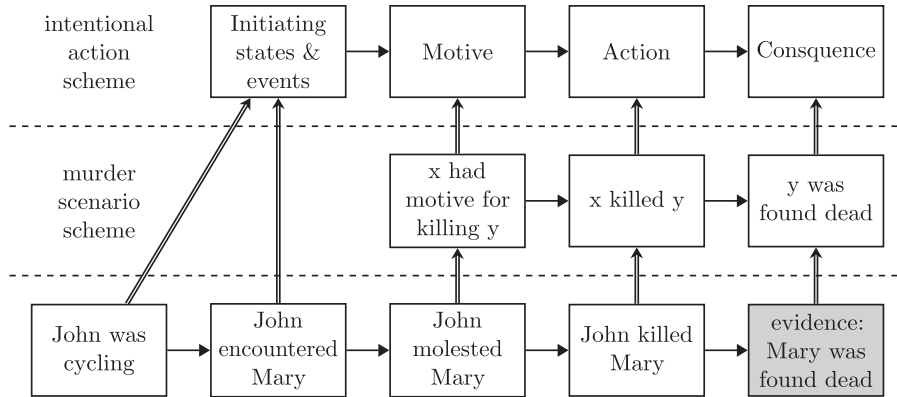 intentional
action
scheme
Initiating
states &
events
Motive
Action
Consquence
murder
scenario
scheme
x had
motive for
killing y
x killed y
y was
found dead
John was
cycling
John
encountered
Mary
John
molested
Mary
John killed
Mary
evidence:
Mary was
found dead